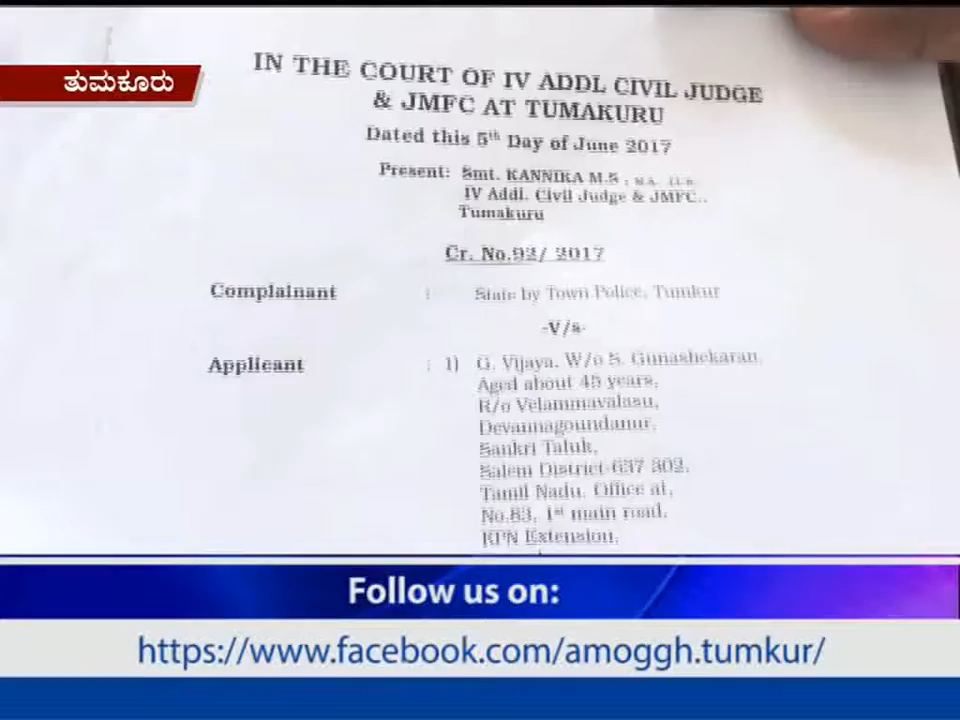 ತುಮಕೂರು
IN THE COURT OF IV ADDL CIVIL JUDGE
& JMFC AT TUMAKURU
Dated this 5th Day of June 2017
Present: Smt. KANNIKA M.S,
IV Addl. Civil Judge & JMFC.,
Tumakuru
Cr. No.92/ 2017
Complainant : State by Town Police, Tumkur
-V/s-
Applicant : 1) G. Vijaya, W/o S. Gunashekaran,
Aged about 45 years,
R/o Velammavalasu,
Devannagoundanur,
Sankri Taluk,
Salem District-637 302,
Tamil Nadu, Office at,
No.83, 1st main road,
KPN Extension,
Follow us on:
https://www.facebook.com/amoggh.tumkur/